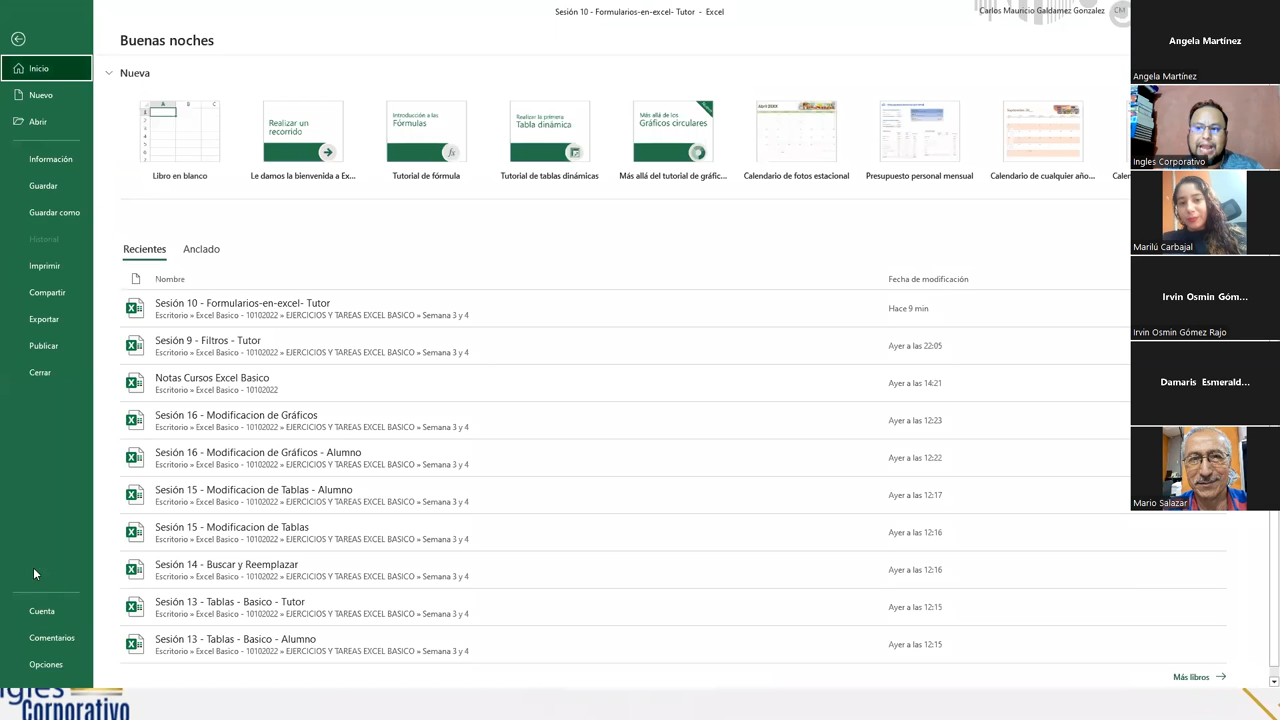 Sesión 10 - Formularios-en-excel- Tutor - Excel
Carlos Mauricio Galdamez Gonzalez
CM
Buenas noches
Inicio
Nuevo
Abrir
Información
Guardar
Guardar como
Historial
Imprimir
Compartir
Exportar
Publicar
Cerrar
Cuenta
Comentarios
Opciones
Nueva
A B C
Realizar un
recorrido
Introducción a las
Fórmulas
fx
Realizar la primera
Tabla dinámica
Más allá de los
Gráficos circulares
Libro en blanco
Le damos la bienvenida a Ex...
Tutorial de fórmula
Tutorial de tablas dinámicas
Más allá del tutorial de gráfic...
Calendario de fotos estacional
Presupuesto personal mensual
Calendario de cualquier año...
Recientes
Anclado
Nombre
Fecha de modificación
Sesión 10 - Formularios-en-excel- Tutor
Escritorio » Excel Basico - 10102022 » EJERCICIOS Y TAREAS EXCEL BASICO » Semana 3 y 4
Hace 9 min
Sesión 9 - Filtros - Tutor
Escritorio » Excel Basico - 10102022 » EJERCICIOS Y TAREAS EXCEL BASICO » Semana 3 y 4
Ayer a las 22:05
Notas Cursos Excel Basico
Escritorio » Excel Basico - 10102022
Ayer a las 14:21
Sesión 16 - Modificacion de Gráficos
Escritorio » Excel Basico - 10102022 » EJERCICIOS Y TAREAS EXCEL BASICO » Semana 3 y 4
Ayer a las 12:23
Sesión 16 - Modificacion de Gráficos - Alumno
Escritorio » Excel Basico - 10102022 » EJERCICIOS Y TAREAS EXCEL BASICO » Semana 3 y 4
Ayer a las 12:22
Sesión 15 - Modificacion de Tablas - Alumno
Escritorio » Excel Basico - 10102022 » EJERCICIOS Y TAREAS EXCEL BASICO » Semana 3 y 4
Ayer a las 12:17
Sesión 15 - Modificacion de Tablas
Escritorio » Excel Basico - 10102022 » EJERCICIOS Y TAREAS EXCEL BASICO » Semana 3 y 4
Ayer a las 12:16
Sesión 14 - Buscar y Reemplazar
Escritorio » Excel Basico - 10102022 » EJERCICIOS Y TAREAS EXCEL BASICO » Semana 3 y 4
Ayer a las 12:16
Sesión 13 - Tablas - Basico - Tutor
Escritorio » Excel Basico - 10102022 » EJERCICIOS Y TAREAS EXCEL BASICO » Semana 3 y 4
Ayer a las 12:15
Sesión 13 - Tablas - Basico - Alumno
Escritorio » Excel Basico - 10102022 » EJERCICIOS Y TAREAS EXCEL BASICO » Semana 3 y 4
Ayer a las 12:15
Más libros
Angela Martínez
Angela Martínez
Ingles Corporativo
Marilú Carbajal
Irvin Osmin Góm...
Irvin Osmin Gómez Rajo
Damaris Esmerald...
Mario Salazar
Corporativo